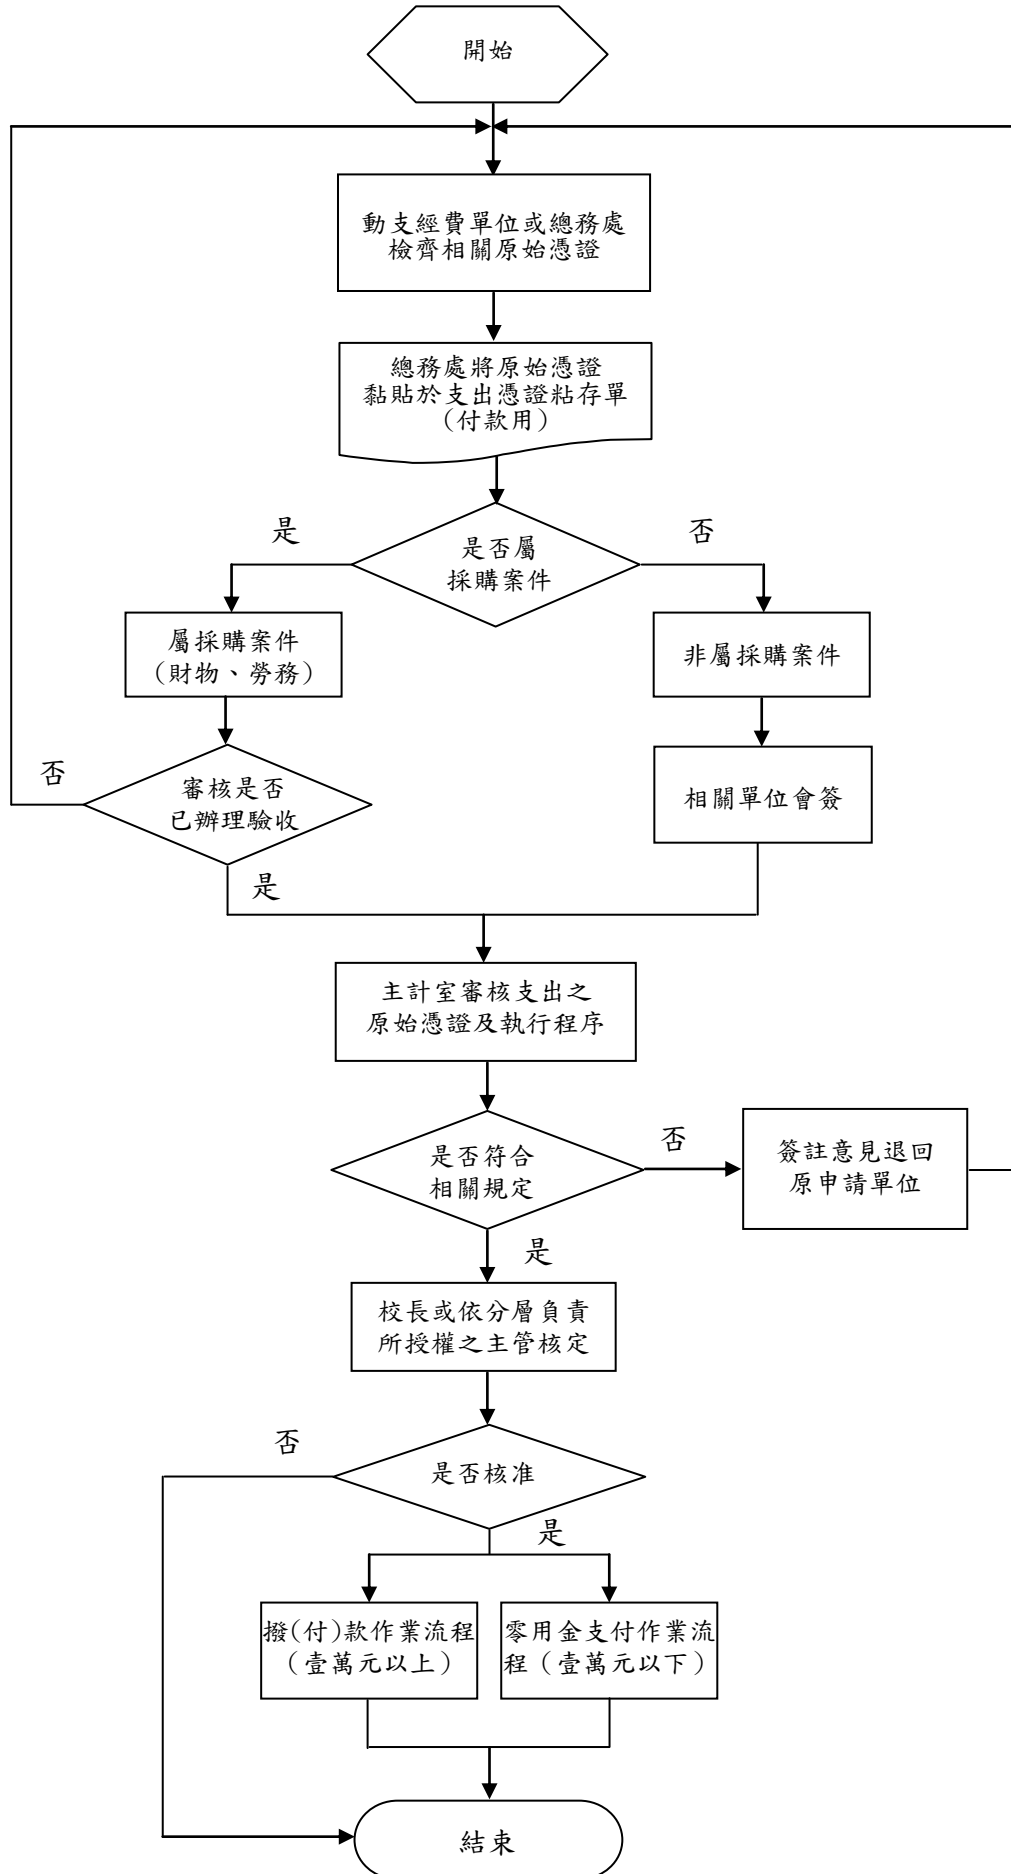 開始
動支經費單位或總務處
檢齊相關原始憑證
總務處將原始憑證
黏貼於支出憑證粘存單
（付款用）
是
否
是否屬
採購案件
屬採購案件
（財物、勞務）
非屬採購案件
否
審核是否
已辦理驗收
相關單位會簽
是
主計室審核支出之
原始憑證及執行程序
是否符合
相關規定
否
簽註意見退回
原申請單位
是
校長或依分層負責
所授權之主管核定
否
是否核准
是
撥(付)款作業流程
（壹萬元以上）
零用金支付作業流
程（壹萬元以下）
結束